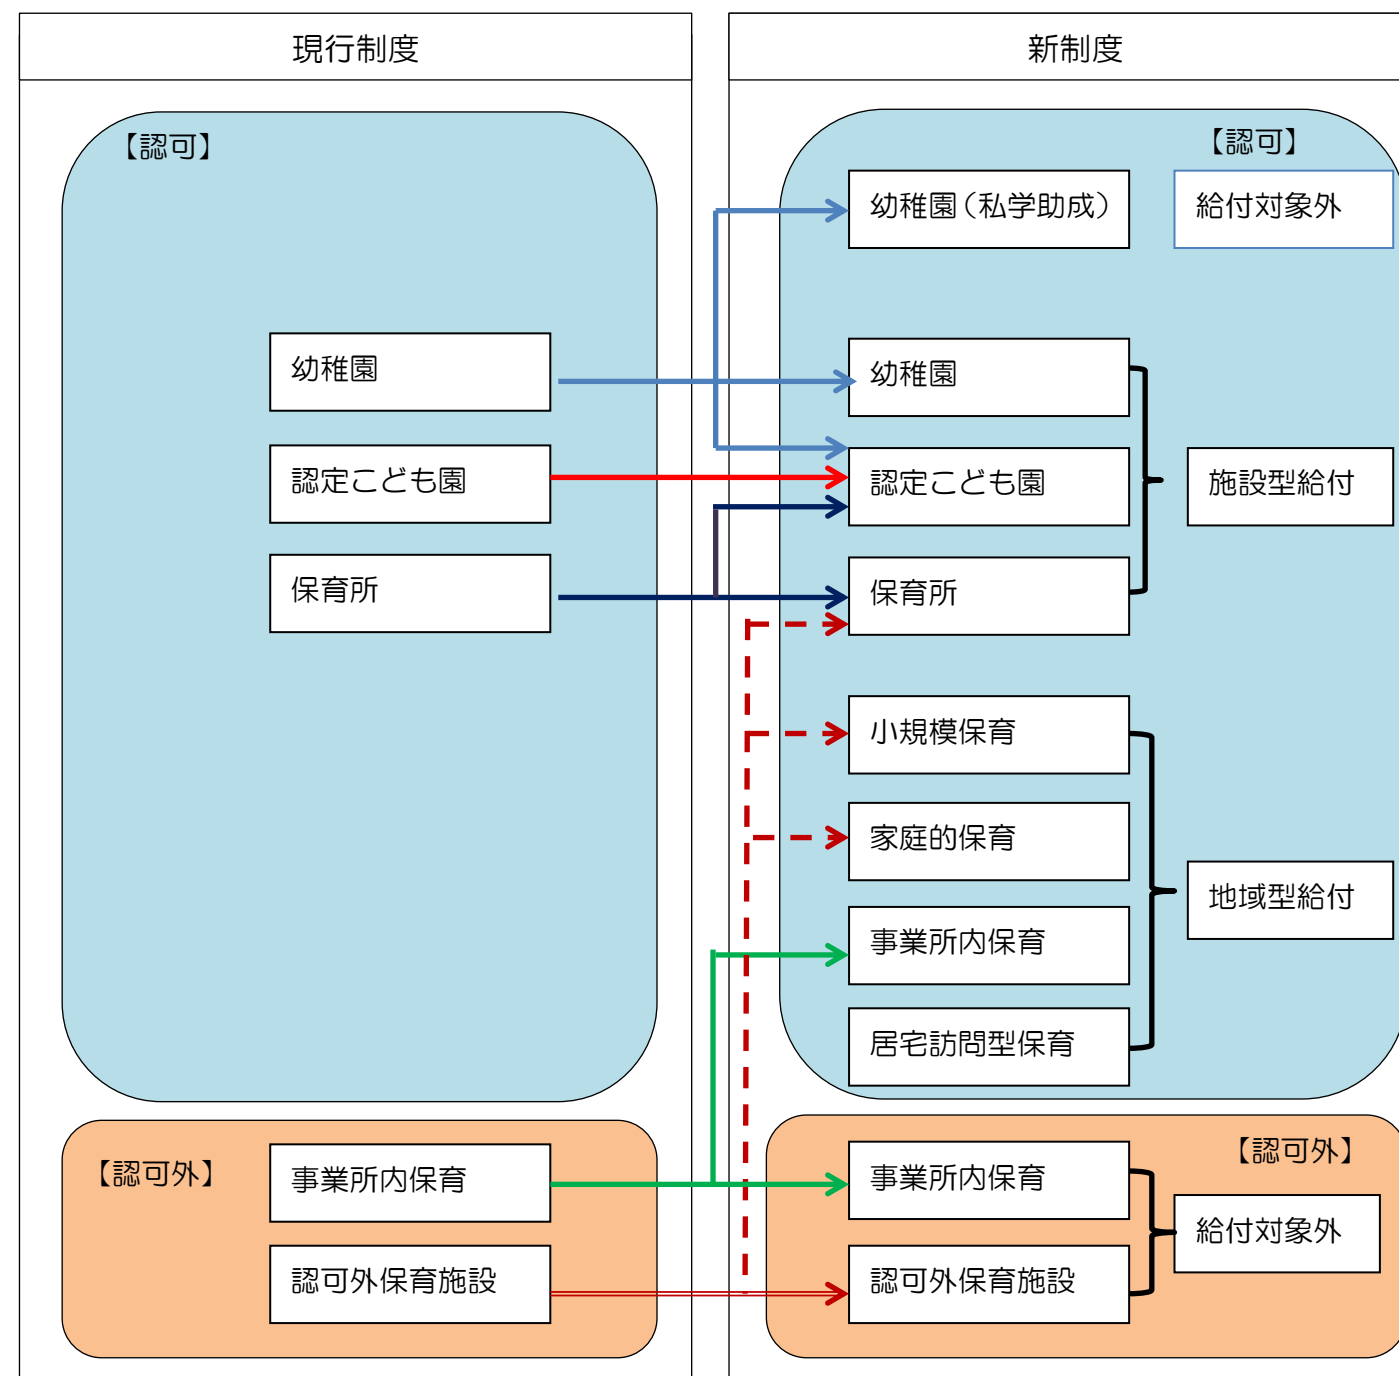 現行制度
【認可】
幼稚園
認定こども園
保育所
【認可外】
事業所内保育
認可外保育施設
新制度
【認可】
幼稚園（私学助成）
給付対象外
幼稚園
認定こども園
施設型給付
保育所
小規模保育
家庭的保育
地域型給付
事業所内保育
居宅訪問型保育
【認可外】
事業所内保育
給付対象外
認可外保育施設